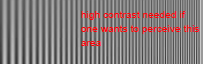 high contrast needed if
one wants to perceive this
area